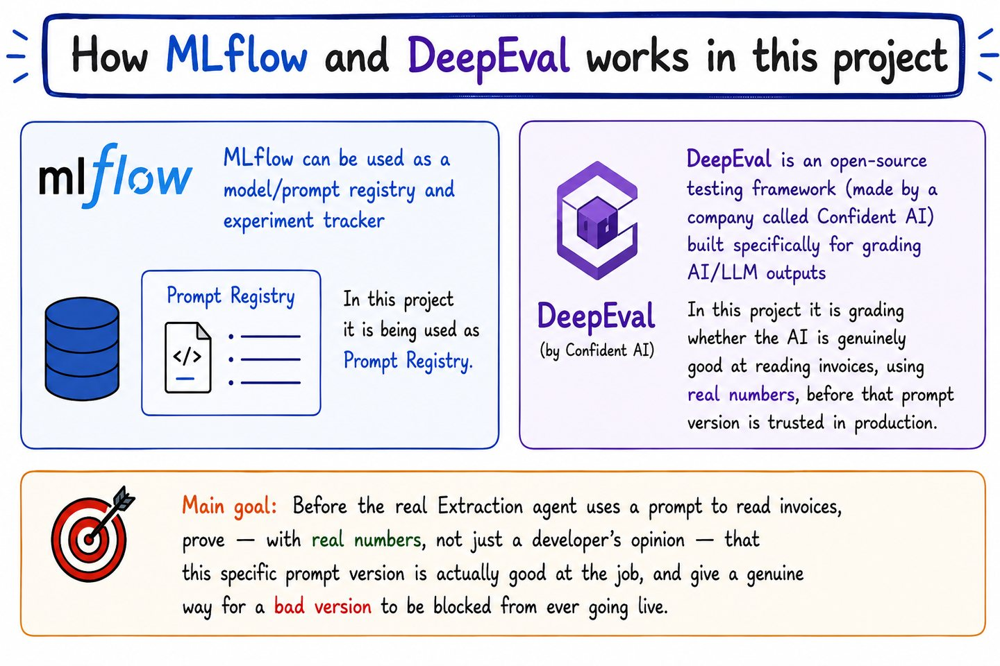 How MLflow and DeepEval works in this project
mlflow
MLflow can be used as a
model/prompt registry and
experiment tracker
Prompt Registry
</>
In this project
it is being used as
Prompt Registry.
DeepEval
(by Confident AI)
DeepEval is an open-source
testing framework (made by a
company called Confident AI)
built specifically for grading
AI/LLM outputs
In this project it is grading
whether the AI is genuinely
good at reading invoices, using
real numbers, before that prompt
version is trusted in production.
Main goal: Before the real Extraction agent uses a prompt to read invoices,
prove — with real numbers, not just a developer's opinion — that
this specific prompt version is actually good at the job, and give a genuine
way for a bad version to be blocked from ever going live.